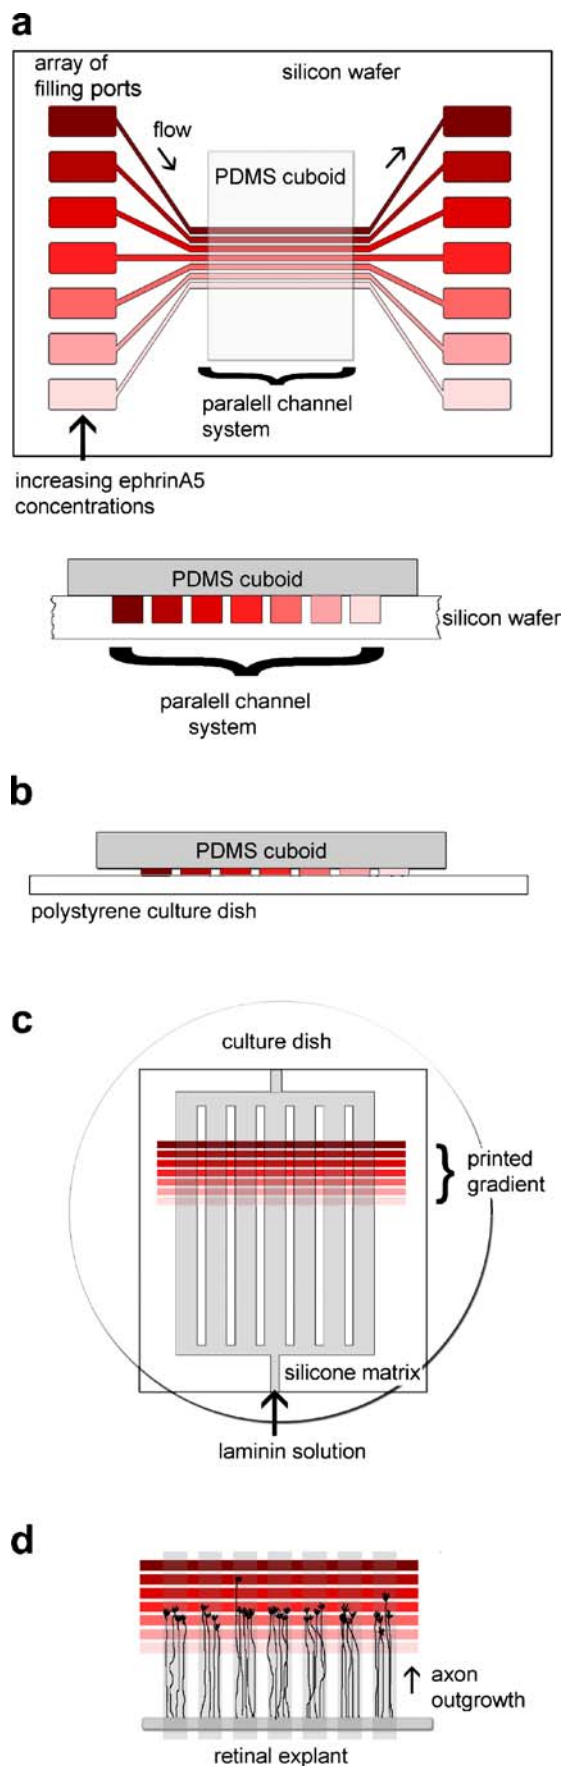 a
array of
filling ports
silicon wafer
flow
PDMS cuboid
paralell channel
system
increasing ephrinA5
concentrations
PDMS cuboid
silicon wafer
paralell channel
system
b
PDMS cuboid
polystyrene culture dish
c
culture dish
printed
gradient
silicone matrix
laminin solution
d
axon
outgrowth
retinal explant